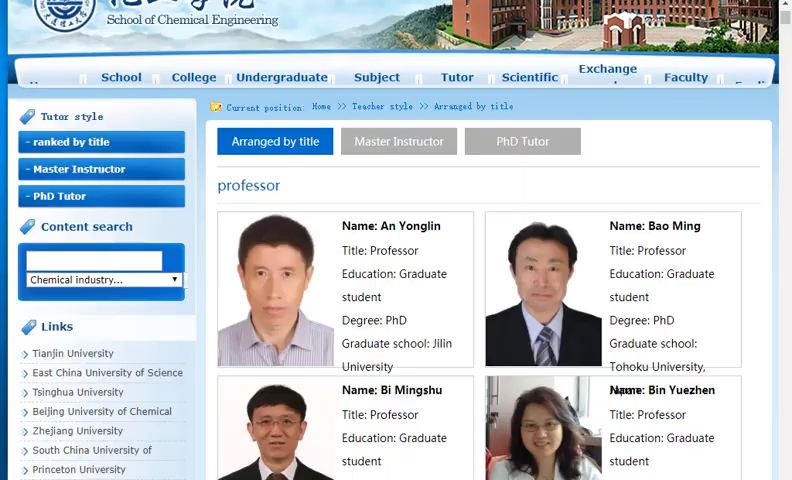 化工学院
School of Chemical Engineering
School
College
Undergraduate
Subject
Tutor
Scientific
Exchange
Faculty
Tutor style
- ranked by title
- Master Instructor
- PhD Tutor
Content search
Chemical industry...
Links
Tianjin University
East China University of Science
Tsinghua University
Beijing University of Chemical
Zhejiang University
South China University of
Princeton University
Current position: Home >> Teacher style >> Arranged by title
Arranged by title
Master Instructor
PhD Tutor
professor
Name: An Yonglin
Title: Professor
Education: Graduate
student
Degree: PhD
Graduate school: Jilin
University
Name: Bao Ming
Title: Professor
Education: Graduate
student
Degree: PhD
Graduate school:
Tohoku University,
Name: Bi Mingshu
Title: Professor
Education: Graduate
student
Name: Bin Yuezhen
Title: Professor
Education: Graduate
student